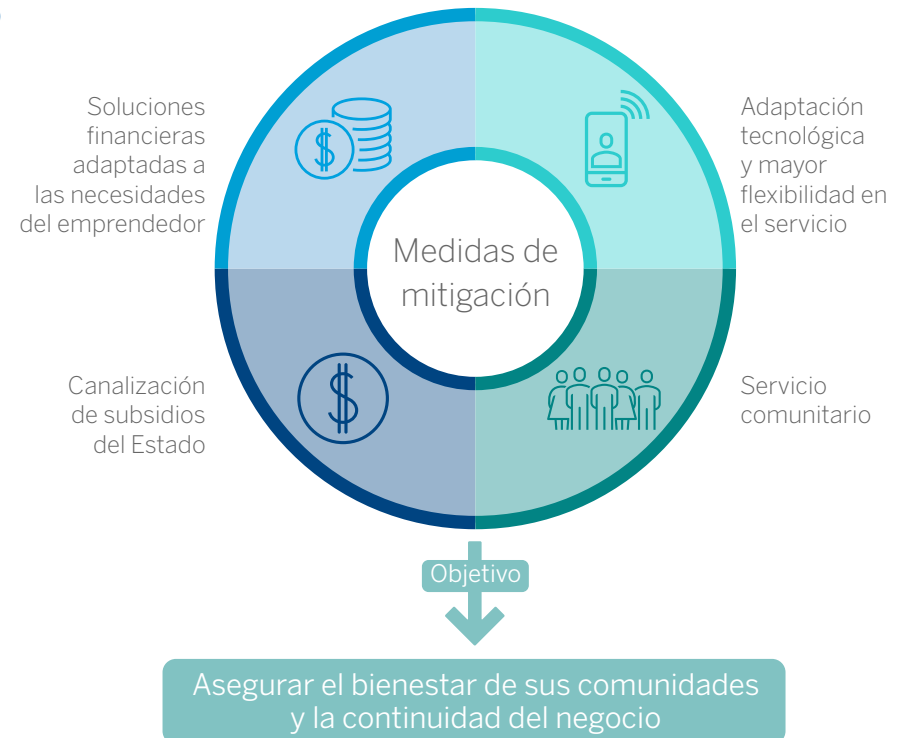 Soluciones
financieras
adaptadas a
las necesidades
del emprendedor
Adaptación
tecnológica
y mayor
flexibilidad en
el servicio
Medidas de
mitigación
Canalización
de subsidios
del Estado
Servicio
comunitario
Objetivo
Asegurar el bienestar de sus comunidades
y la continuidad del negocio